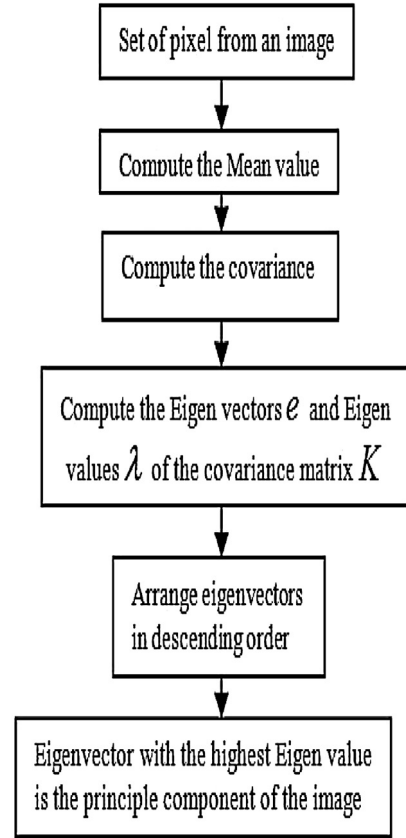 Set of pixel from an image
Compute the Mean value
Compute the covariance
Compute the Eigen vectors e and Eigen
values λ of the covariance matrix K
Arrange eigenvectors
in descending order
Eigenvector with the highest Eigen value
is the principle component of the image